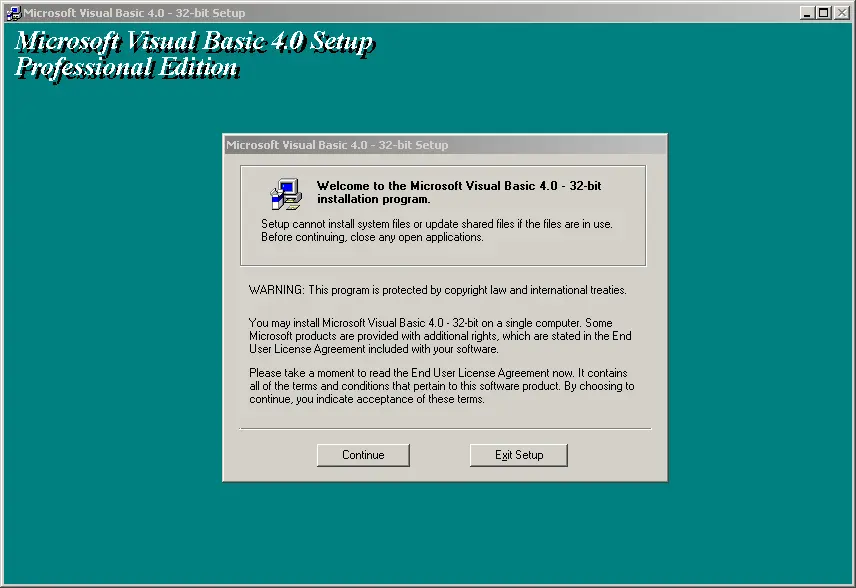 Microsoft Visual Basic 4.0 - 32-bit Setup
Microsoft Visual Basic 4.0 Setup
Professional Edition
Microsoft Visual Basic 4.0 - 32-bit Setup
Welcome to the Microsoft Visual Basic 4.0 - 32-bit
installation program.
Setup cannot install system files or update shared files if the files are in use.
Before continuing, close any open applications.
WARNING: This program is protected by copyright law and international treaties.
You may install Microsoft Visual Basic 4.0 - 32-bit on a single computer. Some
Microsoft products are provided with additional rights, which are stated in the End
User License Agreement included with your software.
Please take a moment to read the End User License Agreement now. It contains
all of the terms and conditions that pertain to this software product. By choosing to
continue, you indicate acceptance of these terms.
Continue
Exit Setup